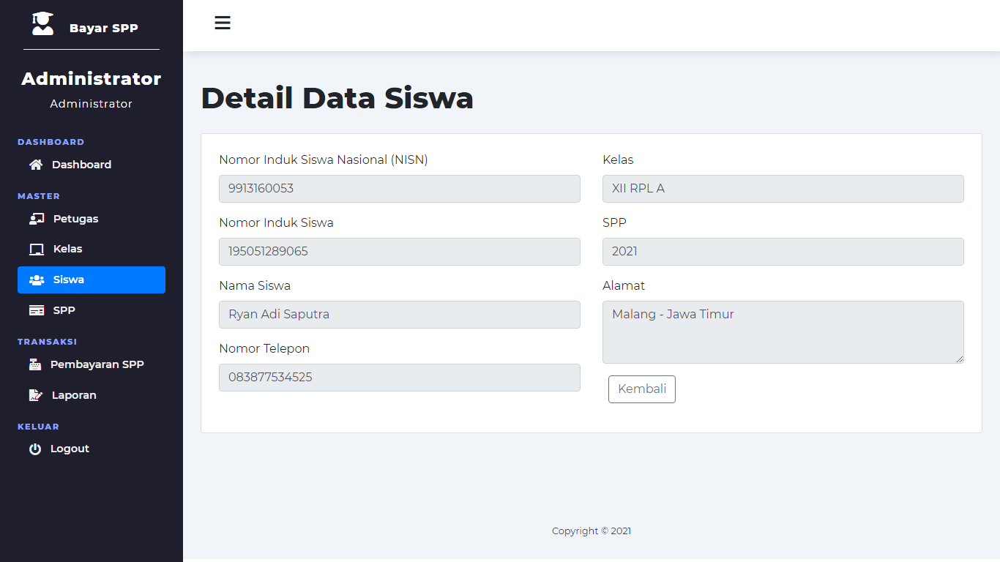 Bayar SPP
Administrator
Administrator
DASHBOARD
Dashboard
MASTER
Petugas
Kelas
Siswa
SPP
TRANSAKSI
Pembayaran SPP
Laporan
KELUAR
Logout
Detail Data Siswa
Nomor Induk Siswa Nasional (NISN)
9913160053
Nomor Induk Siswa
195051289065
Nama Siswa
Ryan Adi Saputra
Nomor Telepon
083877534525
Kelas
XII RPL A
SPP
2021
Alamat
Malang - Jawa Timur
Kembali
Copyright © 2021